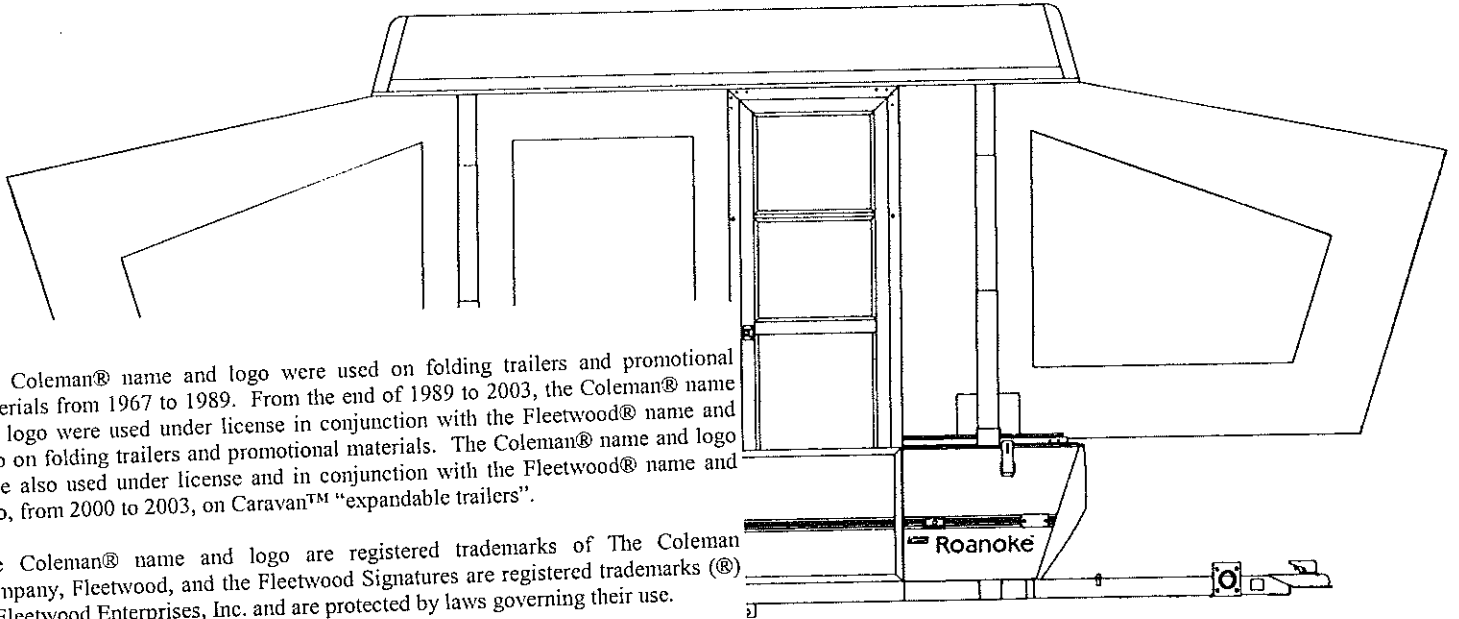 Coleman® name and logo were used on folding trailers and promotional
erials from 1967 to 1989. From the end of 1989 to 2003, the Coleman® name
logo were used under license in conjunction with the Fleetwood® name and
o on folding trailers and promotional materials. The Coleman® name and logo
e also used under license and in conjunction with the Fleetwood® name and
o, from 2000 to 2003, on Caravan™ “expandable trailers”.
e Coleman® name and logo are registered trademarks of The Coleman
mpany, Fleetwood, and the Fleetwood Signatures are registered trademarks (®)
Fleetwood Enterprises, Inc. and are protected by laws governing their use.
Roanoke